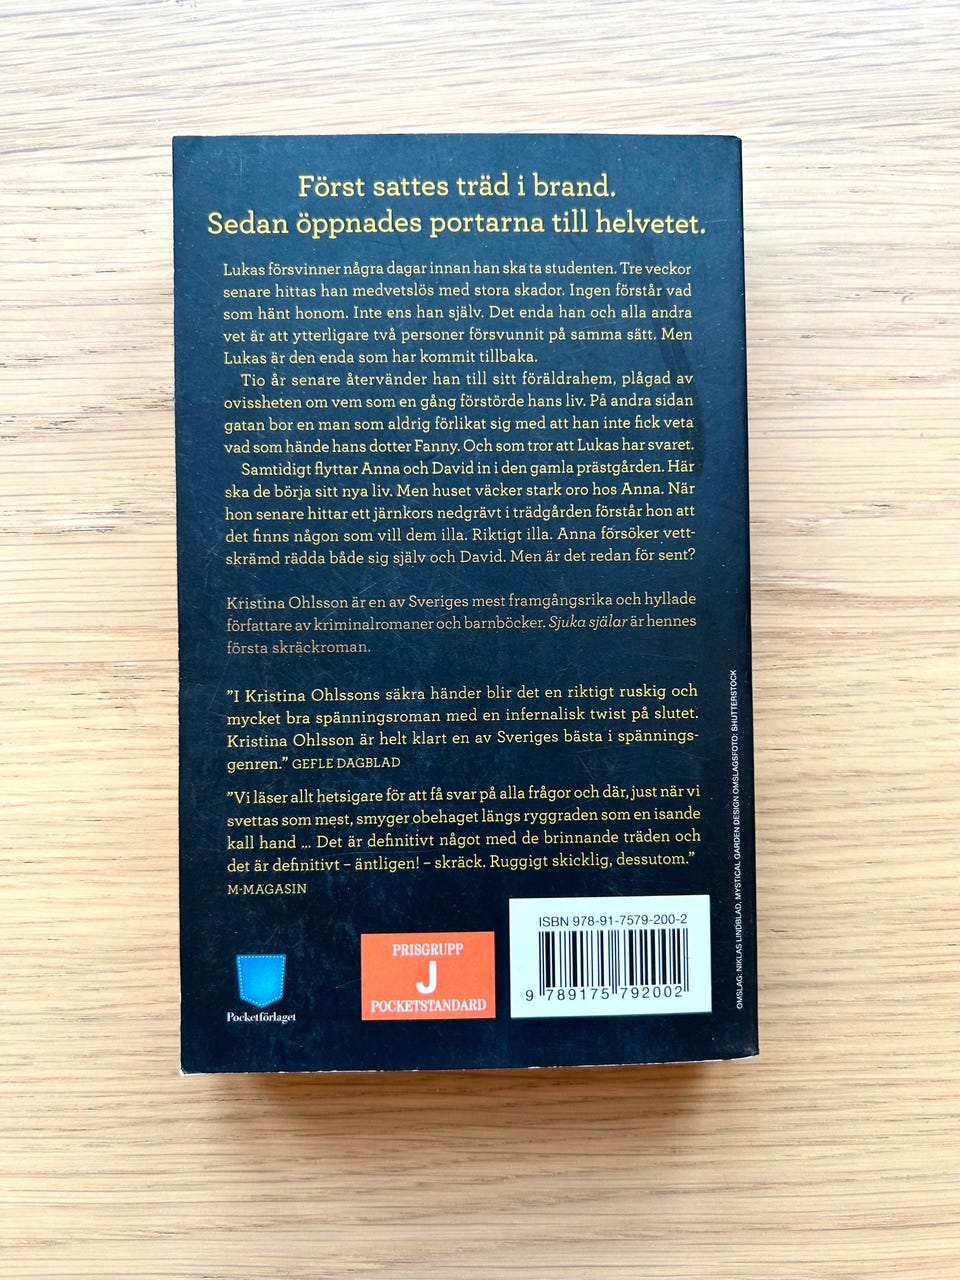 Först sattes träd i brand.
Sedan öppnades portarna till helvetet.
Lukas försvinner några dagar innan han ska ta studenten. Tre veckor
senare hittas han medvetslös med stora skador. Ingen förstår vad
som hänt honom. Inte ens han själv. Det enda han och alla andra
vet är att ytterligare två personer försvunnit på samma sätt. Men
Lukas är den enda som har kommit tillbaka.
Tio år senare återvänder han till sitt föräldrahem, plågad av
ovissheten om vem som en gång förstörde hans liv. På andra sidan
gatan bor en man som aldrig förlikat sig med att han inte fick veta
vad som hände hans dotter Fanny. Och som tror att Lukas har svaret.
Samtidigt flyttar Anna och David in i den gamla prästgården. Här
ska de börja sitt nya liv. Men huset väcker stark oro hos Anna. När
hon senare hittar ett järnkors nedgrävt i trädgården förstår hon att
det finns någon som vill dem illa. Riktigt illa. Anna försöker vett-
skrämd rädda både sig själv och David. Men är det redan för sent?
Kristina Ohlsson är en av Sveriges mest framgångsrika och hyllade
författare av kriminalromaner och barnböcker. Sjuka själar är hennes
första skräckroman.
"I Kristina Ohlssons säkra händer blir det en riktigt ruskig och
mycket bra spänningsroman med en infernalisk twist på slutet.
Kristina Ohlsson är helt klart en av Sveriges bästa i spännings-
genren." GEFLE DAGBLAD
"Vi läser allt hetsigare för att få svar på alla frågor och där, just när vi
svettas som mest, smyger obehaget längs ryggraden som en isande
kall hand ... Det är definitivt något med de brinnande träden och
det är definitivt – äntligen! – skräck. Ruggigt skicklig, dessutom."
M-MAGASIN
Pocketförlaget
PRISGRUPP
J
POCKETSTANDARD
ISBN 978-91-7579-200-2
9 789175 792002
OMSLAG: NIKLAS LINDBLAD, MYSTICAL GARDEN DESIGN OMSLAGSFOTO: SHUTTERSTOCK